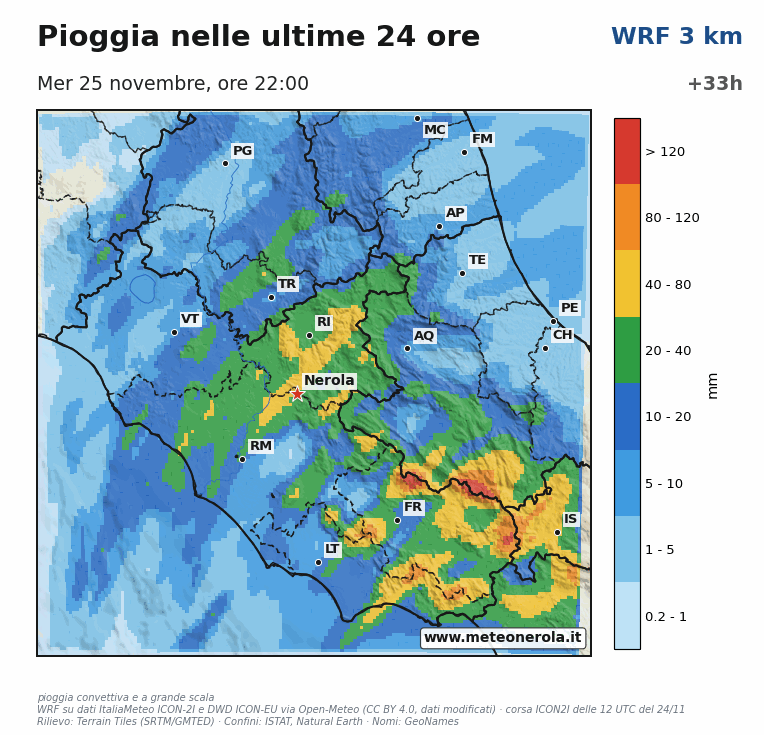 Pioggia nelle ultime 24 ore
WRF 3 km
Mer 25 novembre, ore 22:00
+33h
MC
FM
PG
AP
TE
TR
PE
VT
RI
AQ
CH
Nerola
RM
FR
IS
LT
www.meteonerola.it
> 120
80 - 120
40 - 80
20 - 40
10 - 20
5 - 10
1 - 5
0.2 - 1
mm
pioggia convettiva e a grande scala
WRF su dati ItaliaMeteo ICON-2I e DWD ICON-EU via Open-Meteo (CC BY 4.0, dati modificati) · corsa ICON2I delle 12 UTC del 24/11
Rilievo: Terrain Tiles (SRTM/GMTED) · Confini: ISTAT, Natural Earth · Nomi: GeoNames